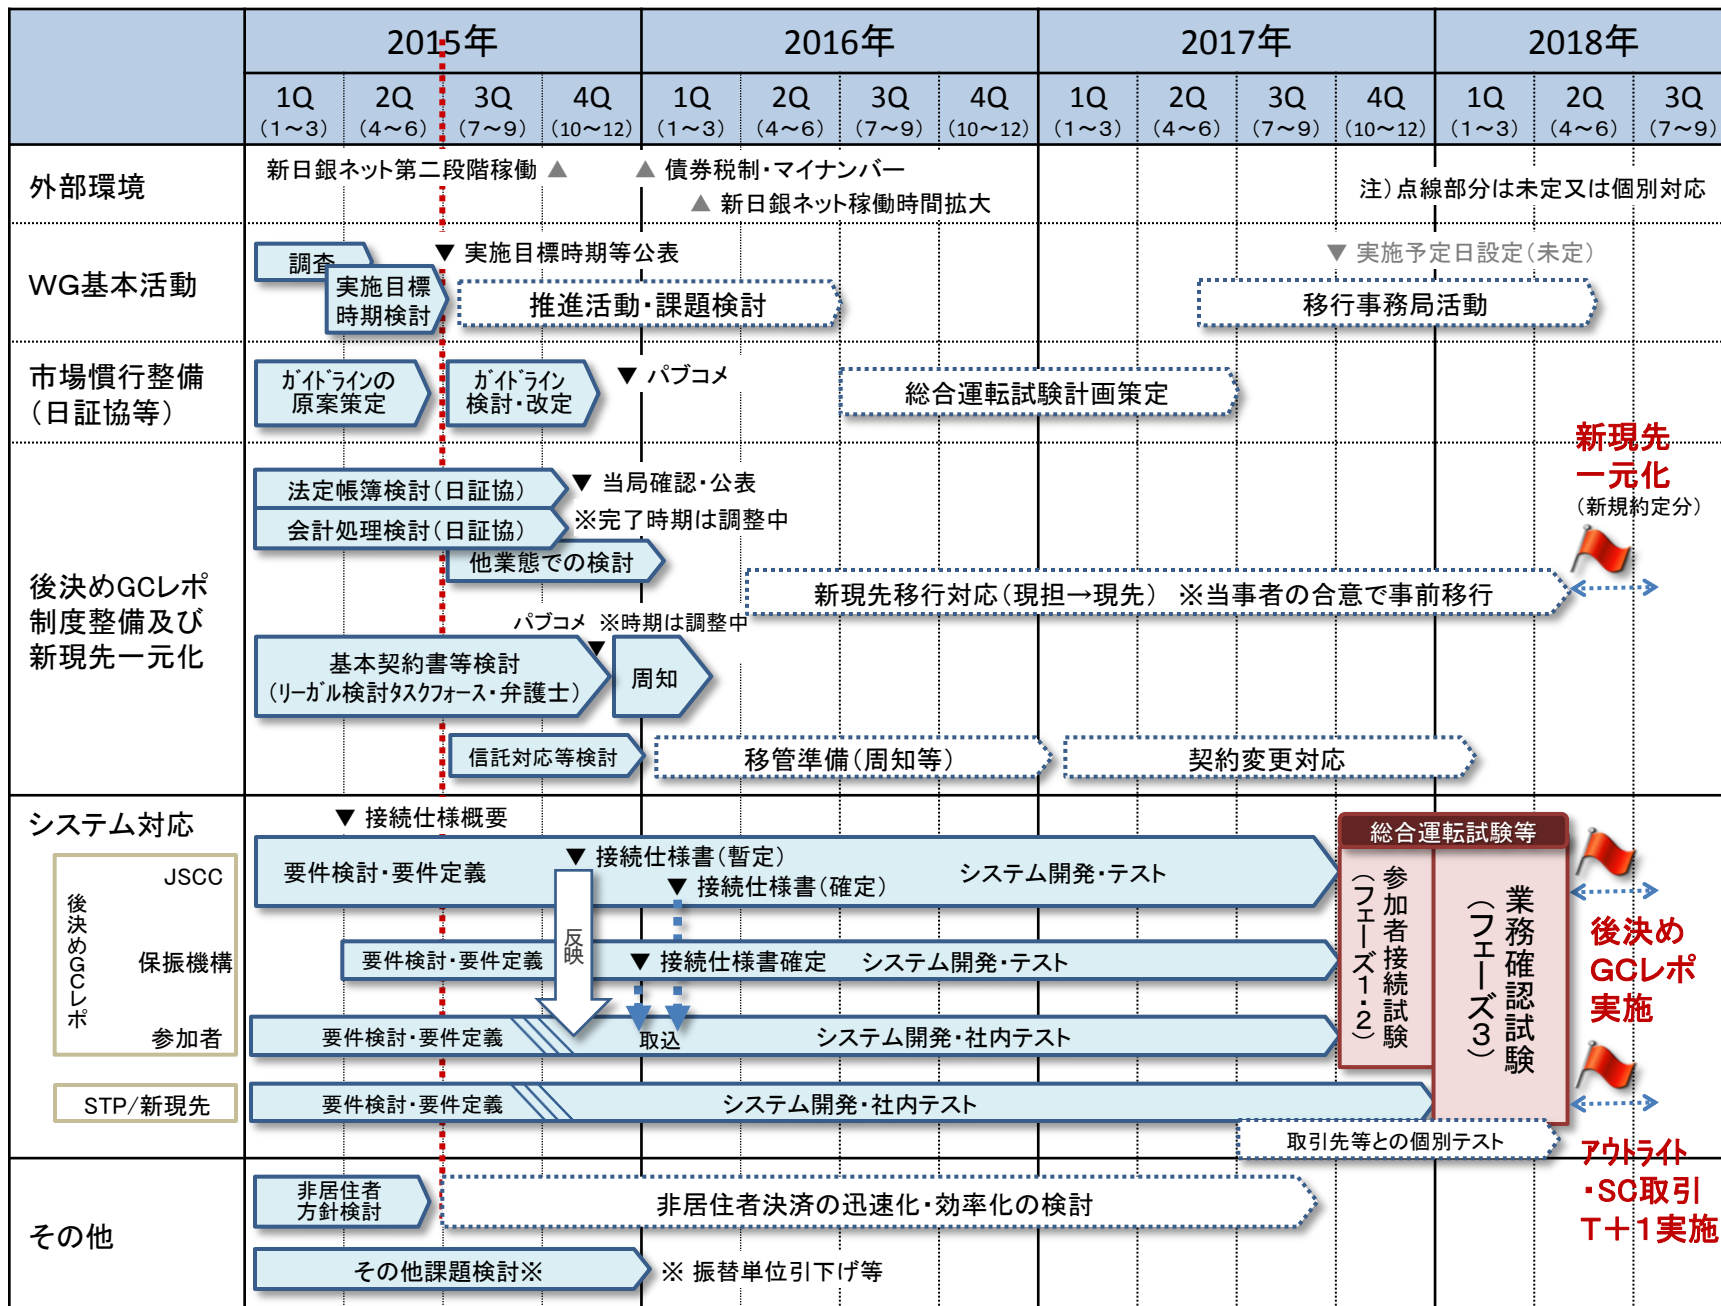 2015年
2016年
2017年
2018年
1Q
2Q
3Q
4Q
1Q
2Q
3Q
4Q
1Q
2Q
3Q
4Q
1Q
2Q
3Q
(1～3)
(4～6)
(7～9)
(10～12)
(1～3)
(4～6)
(7～9)
(10～12)
(1～3)
(4～6)
(7～9)
(10～12)
(1～3)
(4～6)
(7～9)
外部環境
新日銀ネット第二段階稼働 ▲
▲ 債券税制・マイナンバー
▲ 新日銀ネット稼働時間拡大
注）点線部分は未定又は個別対応
WG基本活動
調査
実施目標
時期検討
▼ 実施目標時期等公表
推進活動・課題検討
▼ 実施予定日設定(未定)
移行事務局活動
市場慣行整備
(日証協等)
ガイドラインの
原案策定
ガイドライン
検討・改定
▼ パブコメ
総合運転試験計画策定
後決めGCレポ
制度整備及び
新現先一元化
法定帳簿検討(日証協)
▼ 当局確認・公表
会計処理検討(日証協)
※完了時期は調整中
他業態での検討
新現先移行対応(現担→現先) ※当事者の合意で事前移行
新現先
一元化
(新規約定分)
パブコメ ※時期は調整中
▼
基本契約書等検討
(リーガル検討タスクフォース・弁護士)
周知
信託対応等検討
移管準備(周知等)
契約変更対応
システム対応
▼ 接続仕様概要
後決めGCレポ
JSCC
要件検討・要件定義
▼ 接続仕様書(暫定)
▼ 接続仕様書(確定)
システム開発・テスト
保振機構
要件検討・要件定義
反映
▼ 接続仕様書確定
システム開発・テスト
参加者
要件検討・要件定義
取込
システム開発・社内テスト
STP/新現先
要件検討・要件定義
システム開発・社内テスト
取引先等との個別テスト
総合運転試験等
参加者接続試験
(フェーズ1・2)
業務確認試験
(フェーズ3)
後決め
GCレポ
実施
アウトライト
・SC取引
T＋1実施
その他
非居住者
方針検討
非居住者決済の迅速化・効率化の検討
その他課題検討※
※ 振替単位引下げ等